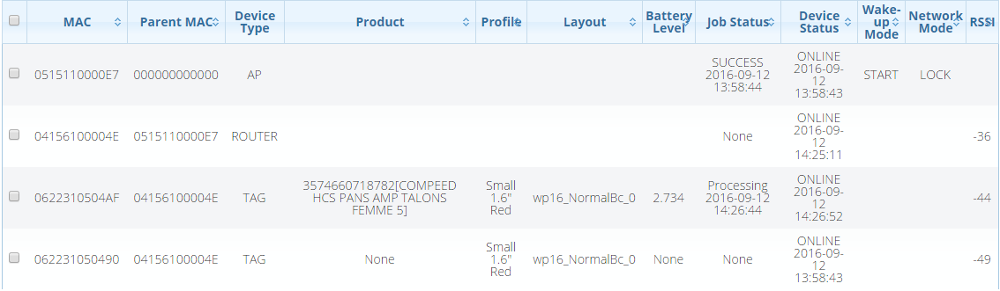 MAC Parent MAC Device Type Product Profile Layout Battery Level Job Status Device Status Wake-up Mode Network Mode RSSI
0515110000E7 000000000000 AP SUCCESS 2016-09-12 13:58:44 ONLINE 2016-09-12 13:58:43 START LOCK
04156100004E 0515110000E7 ROUTER None ONLINE 2016-09-12 14:25:11 -36
0622310504AF 04156100004E TAG 3574660718782[COMPEED HCS PANS AMP TALONS FEMME 5] Small 1.6" Red wp16_NormalBc_0 2.734 Processing 2016-09-12 14:26:44 ONLINE 2016-09-12 14:26:52 -44
062231050490 04156100004E TAG None Small 1.6" Red wp16_NormalBc_0 None None ONLINE 2016-09-12 13:58:43 -49